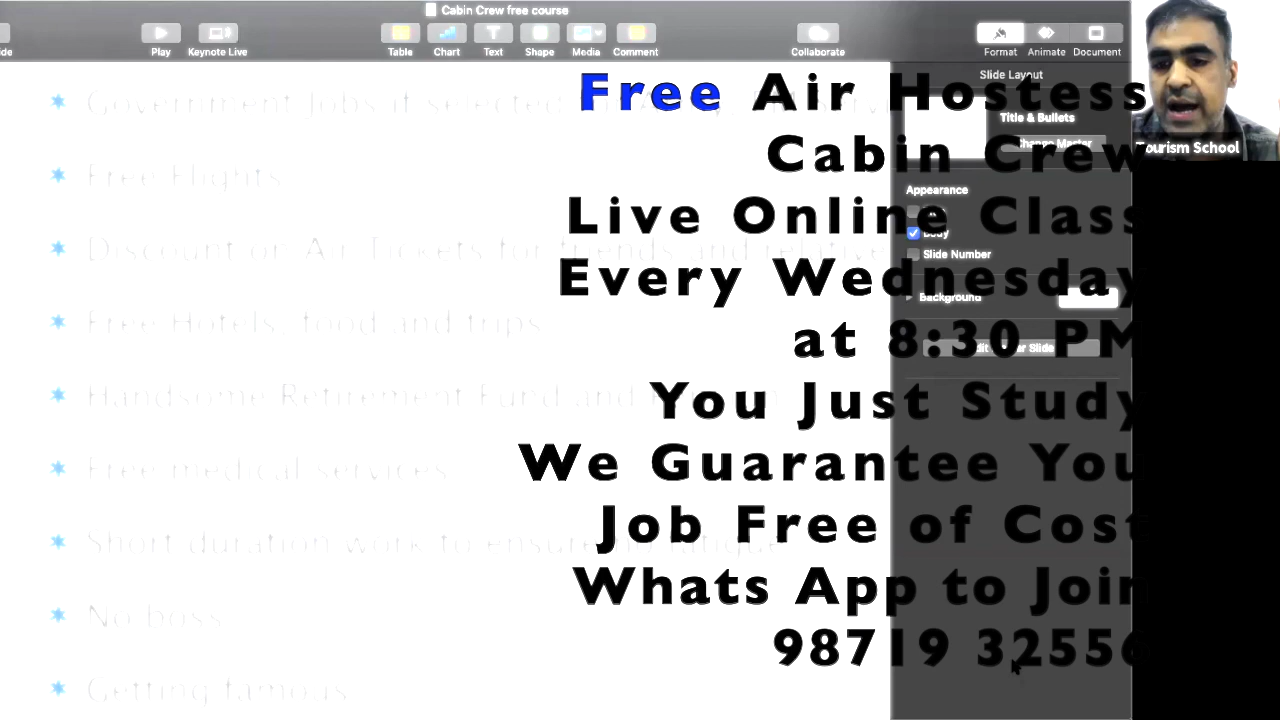 Cabin Crew free course
Play
Keynote Live
Table
Chart
Text
Shape
Media
Comment
Collaborate
Format
Animate
Document
Slide Layout
Title & Bullets
Change Master
Appearance
Body
Slide Number
Background
Tourism School
Free Air Hostess
Cabin Crew
Live Online Class
Every Wednesday
at 8:30 PM
You Just Study
We Guarantee You
Job Free of Cost
Whats App to Join
98719 32556
Government Jobs if selected
Free Flights
Discount on Air Tickets for friends and relative
Free Hotels, food and trips
Handsome Retirement Fund and
Free medical services
Short duration work to ensure no fatigue
No boss
Getting famous